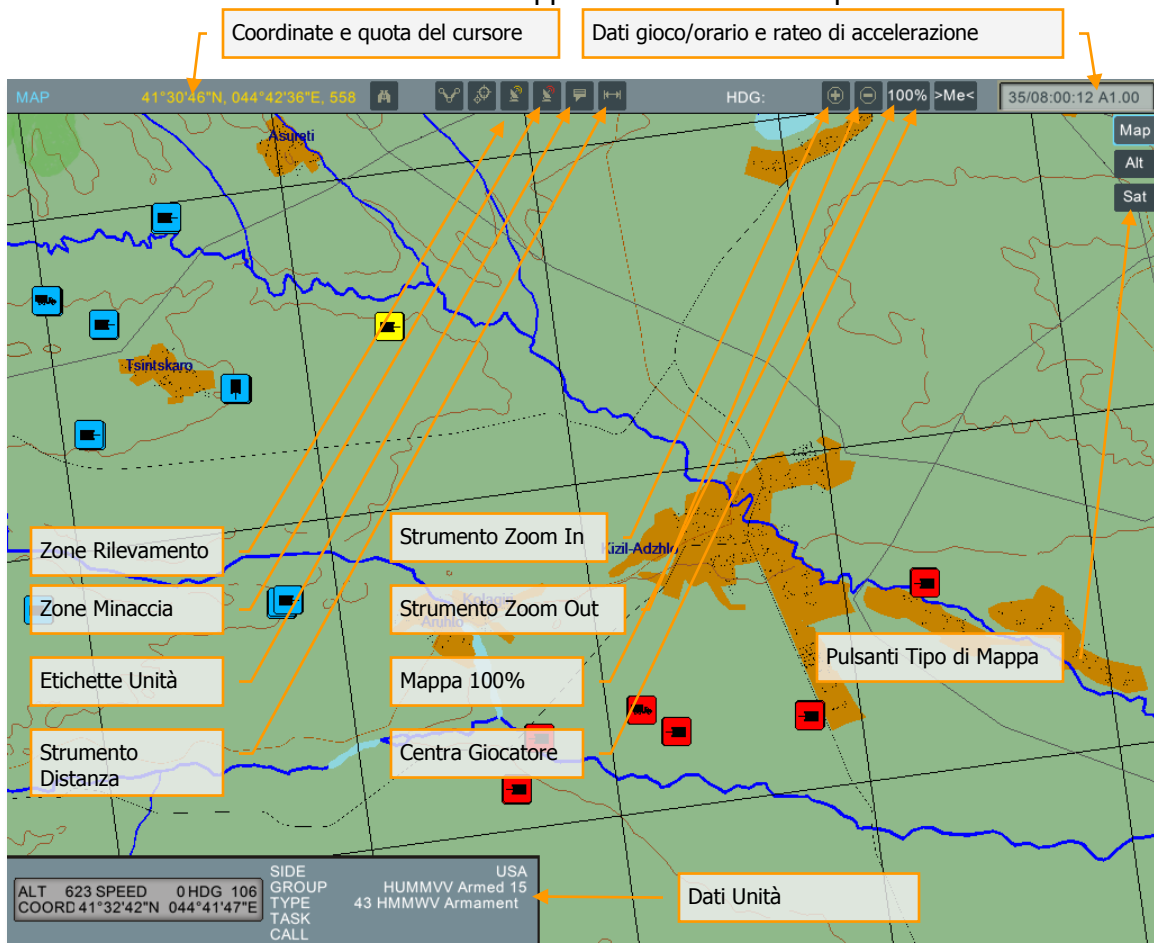 Coordinate e quota del cursore
Dati gioco/orario e rateo di accelerazione
MAP 41°30'46"N, 044°42'36"E, 558 HDG: 100% >Me< 35/08:00:12 A1.00
Map
Alt
Sat
Asurati
Tsintskaro
Zone Rilevamento
Strumento Zoom In
Kizil-Adzhlo
Zone Minaccia
Strumento Zoom Out
Kolagiri
Aruhlo
Pulsanti Tipo di Mappa
Etichette Unità
Mappa 100%
Strumento
Distanza
Centra Giocatore
SIDE USA
GROUP HUMMVV Armed 15
ALT 623 SPEED 0 HDG 106
TYPE 43 HMMWV Armament
COORD 41°32'42"N 044°41'47"E
TASK
CALL
Dati Unità